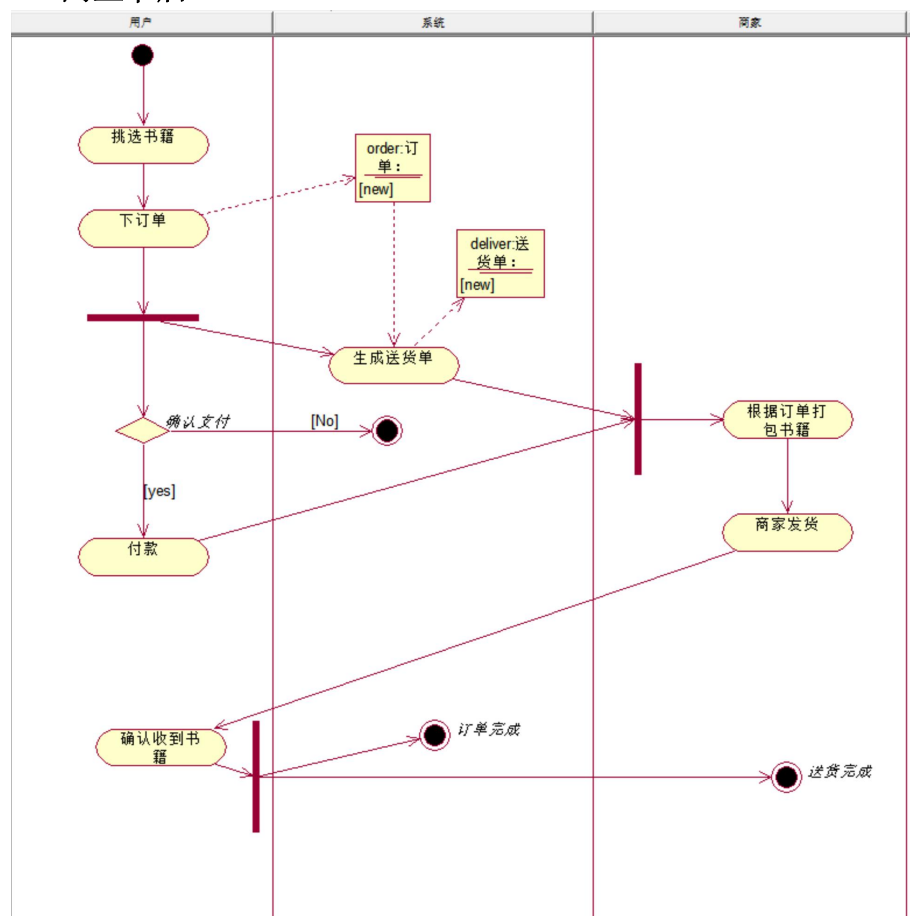 用户
系统
商家
挑选书籍
order:订
单：
[new]
下订单
deliver:送
货单：
[new]
生成送货单
根据订单打
包书籍
确认支付
[No]
[yes]
商家发货
付款
确认收到书
籍
订单完成
送货完成